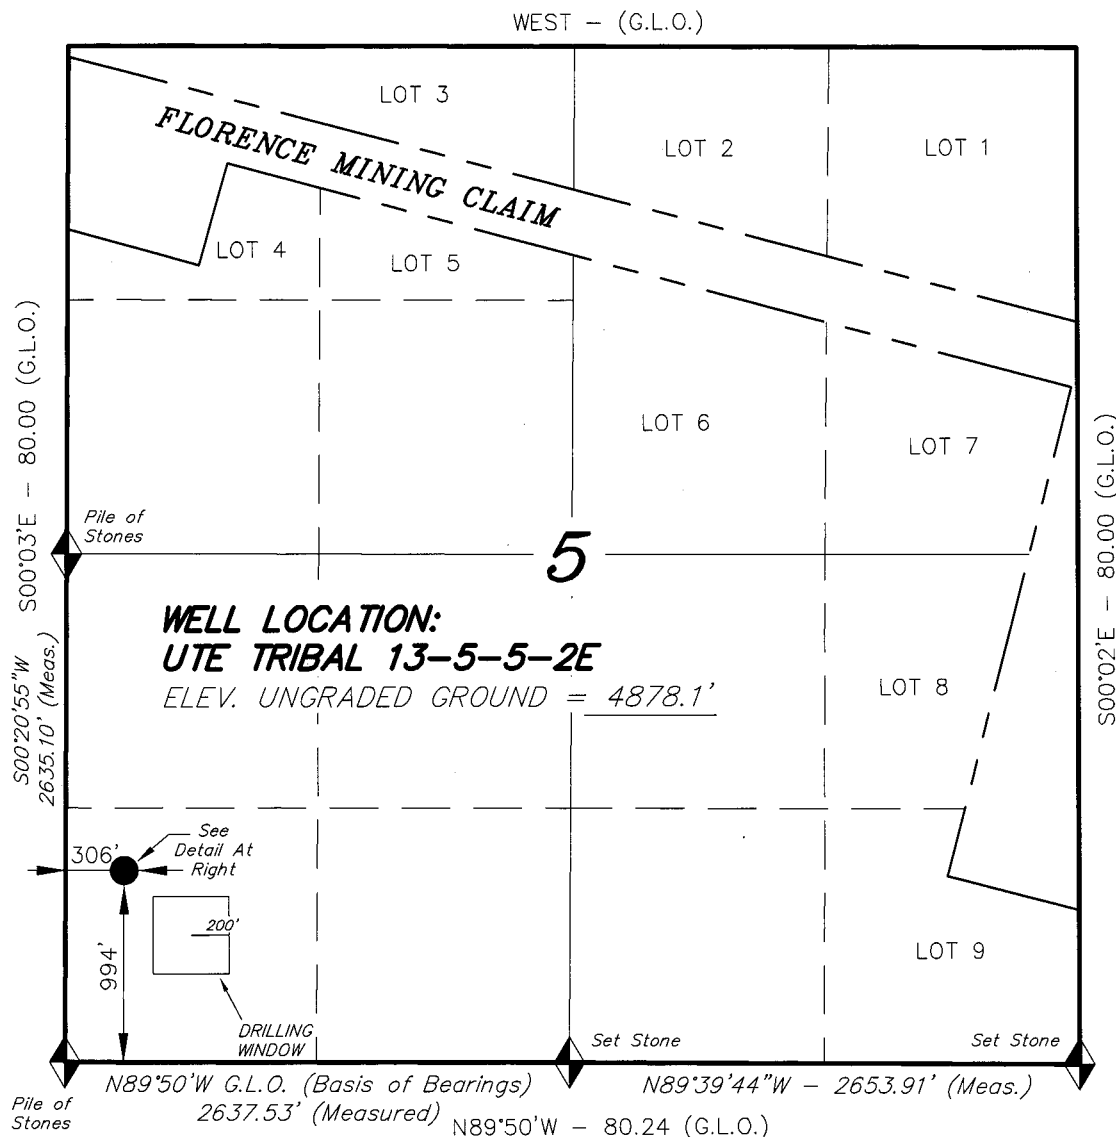 WEST – (G.L.O.)
LOT 3
LOT 2
LOT 1
FLORENCE MINING CLAIM
LOT 4
LOT 5
LOT 6
LOT 7
S00°03'E – 80.00 (G.L.O.)
S00°02'E – 80.00 (G.L.O.)
Pile of
Stones
5
WELL LOCATION:
UTE TRIBAL 13–5–5–2E
ELEV. UNGRADED GROUND = 4878.1'
S00°20'55"W
2635.10' (Meas.)
LOT 8
See
Detail At
Right
306'
200'
994'
LOT 9
DRILLING
WINDOW
Set Stone
Set Stone
N89°50'W G.L.O. (Basis of Bearings)
2637.53' (Measured)
N89°39'44"W – 2653.91' (Meas.)
Pile of
Stones
N89°50'W – 80.24 (G.L.O.)